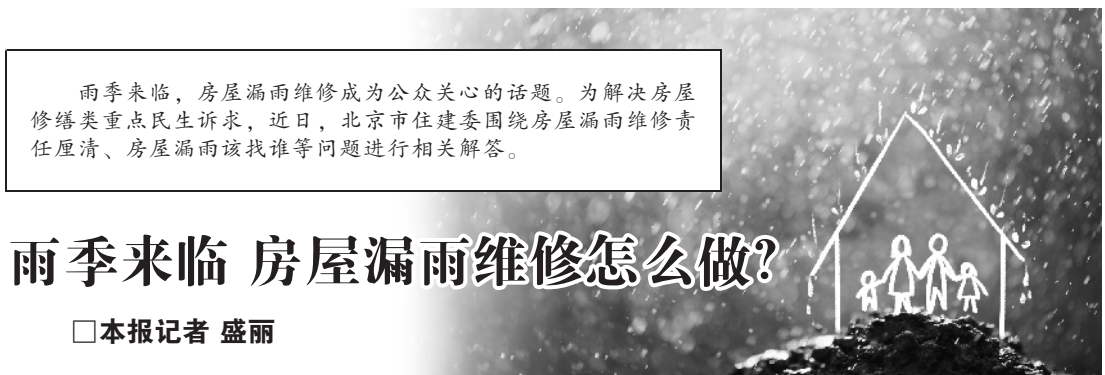 雨季来临，房屋漏雨维修成为公众关心的话题。为解决房屋
修缮类重点民生诉求，近日，北京市住建委围绕房屋漏雨维修责
任厘清、房屋漏雨该找谁等问题进行相关解答。
雨季来临 房屋漏雨维修怎么做？
□本报记者 盛丽